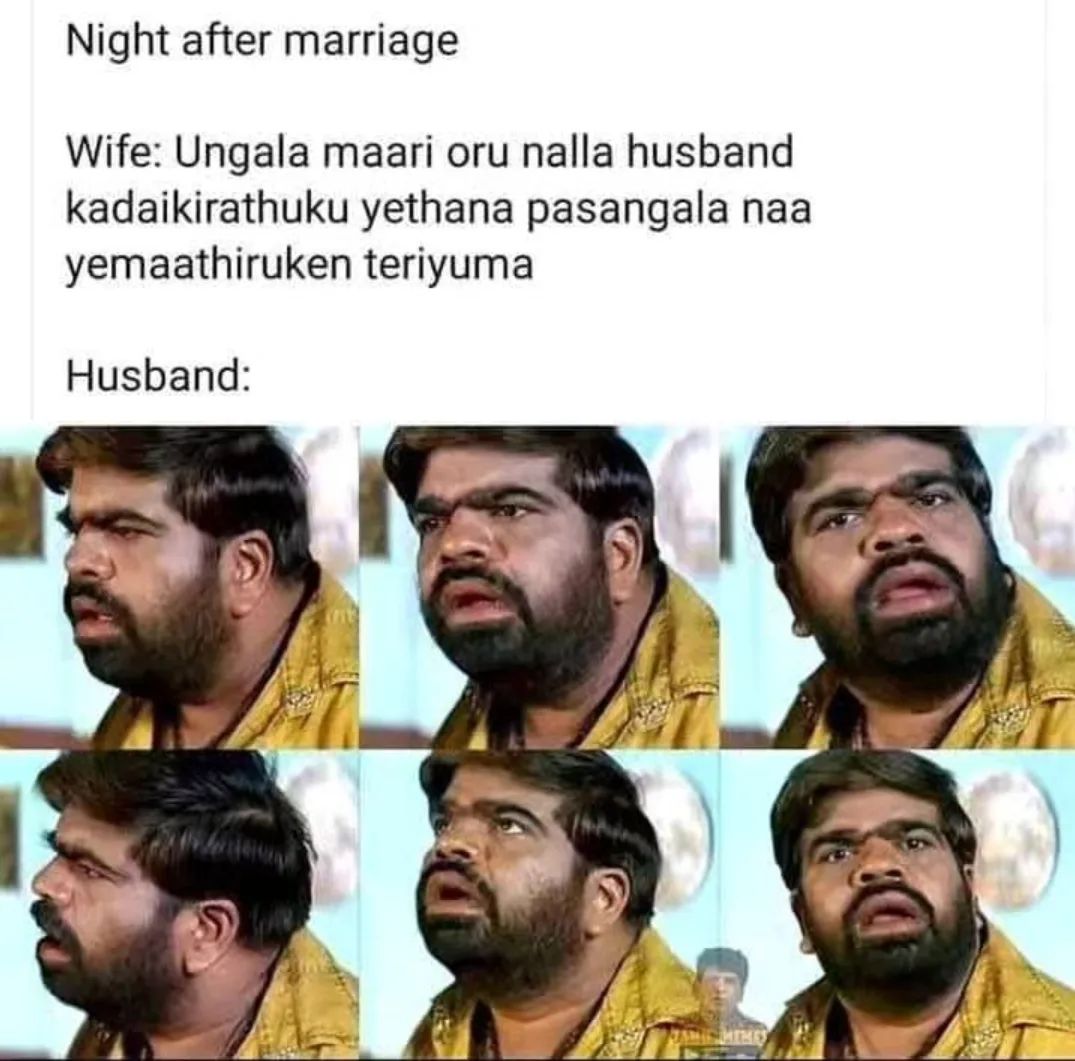 Night after marriage
Wife: Ungala maari oru nalla husband
kadaikirathuku yethana pasangala naa
yemaathiruken teriyuma
Husband: